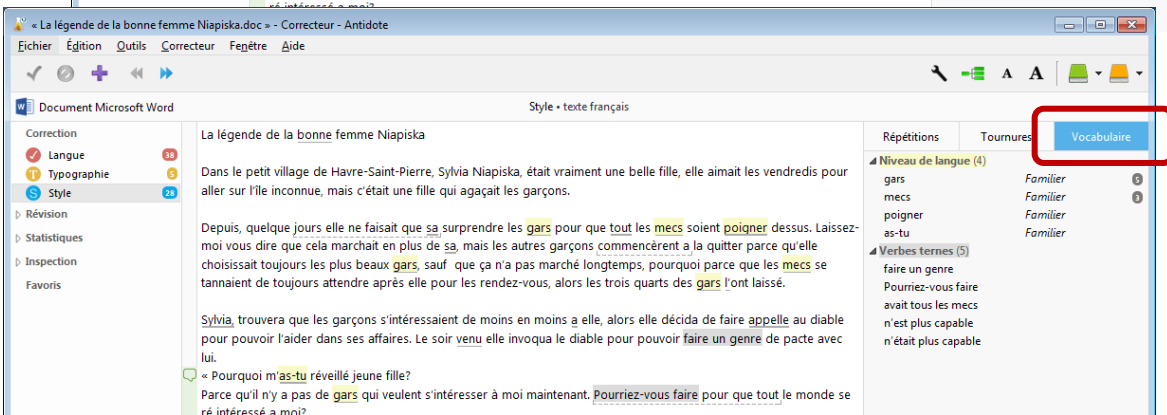 ré intéressé a moi?
« La légende de la bonne femme Niapiska.doc » - Correcteur - Antidote
Fichier Édition Outils Correcteur Fenêtre Aide
A A
W Document Microsoft Word
Style • texte français
Correction
Langue 38
Typographie 5
Style 28
Révision
Statistiques
Inspection
Favoris
La légende de la bonne femme Niapiska
Dans le petit village de Havre-Saint-Pierre, Sylvia Niapiska, était vraiment une belle fille, elle aimait les vendredis pour
aller sur l'île inconnue, mais c'était une fille qui agaçait les garçons.
Depuis, quelque jours elle ne faisait que sa surprendre les gars pour que tout les mecs soient poigner dessus. Laissez-
moi vous dire que cela marchait en plus de sa, mais les autres garçons commencèrent a la quitter parce qu'elle
choisissait toujours les plus beaux gars, sauf  que ça n'a pas marché longtemps, pourquoi parce que les mecs se
tannaient de toujours attendre après elle pour les rendez-vous, alors les trois quarts des gars l'ont laissé.
Sylvia, trouvera que les garçons s'intéressaient de moins en moins a elle, alors elle décida de faire appelle au diable
pour pouvoir l'aider dans ses affaires. Le soir venu elle invoqua le diable pour pouvoir faire un genre de pacte avec
lui.
« Pourquoi m'as-tu réveillé jeune fille?
Parce qu'il n'y a pas de gars qui veulent s'intéresser à moi maintenant. Pourriez-vous faire pour que tout le monde se
ré intéressé a moi?
Répétitions Tournures Vocabulaire
Niveau de langue (4)
gars Familier 5
mecs Familier 3
poigner Familier
as-tu Familier
Verbes ternes (5)
faire un genre
Pourriez-vous faire
avait tous les mecs
n'est plus capable
n'était plus capable